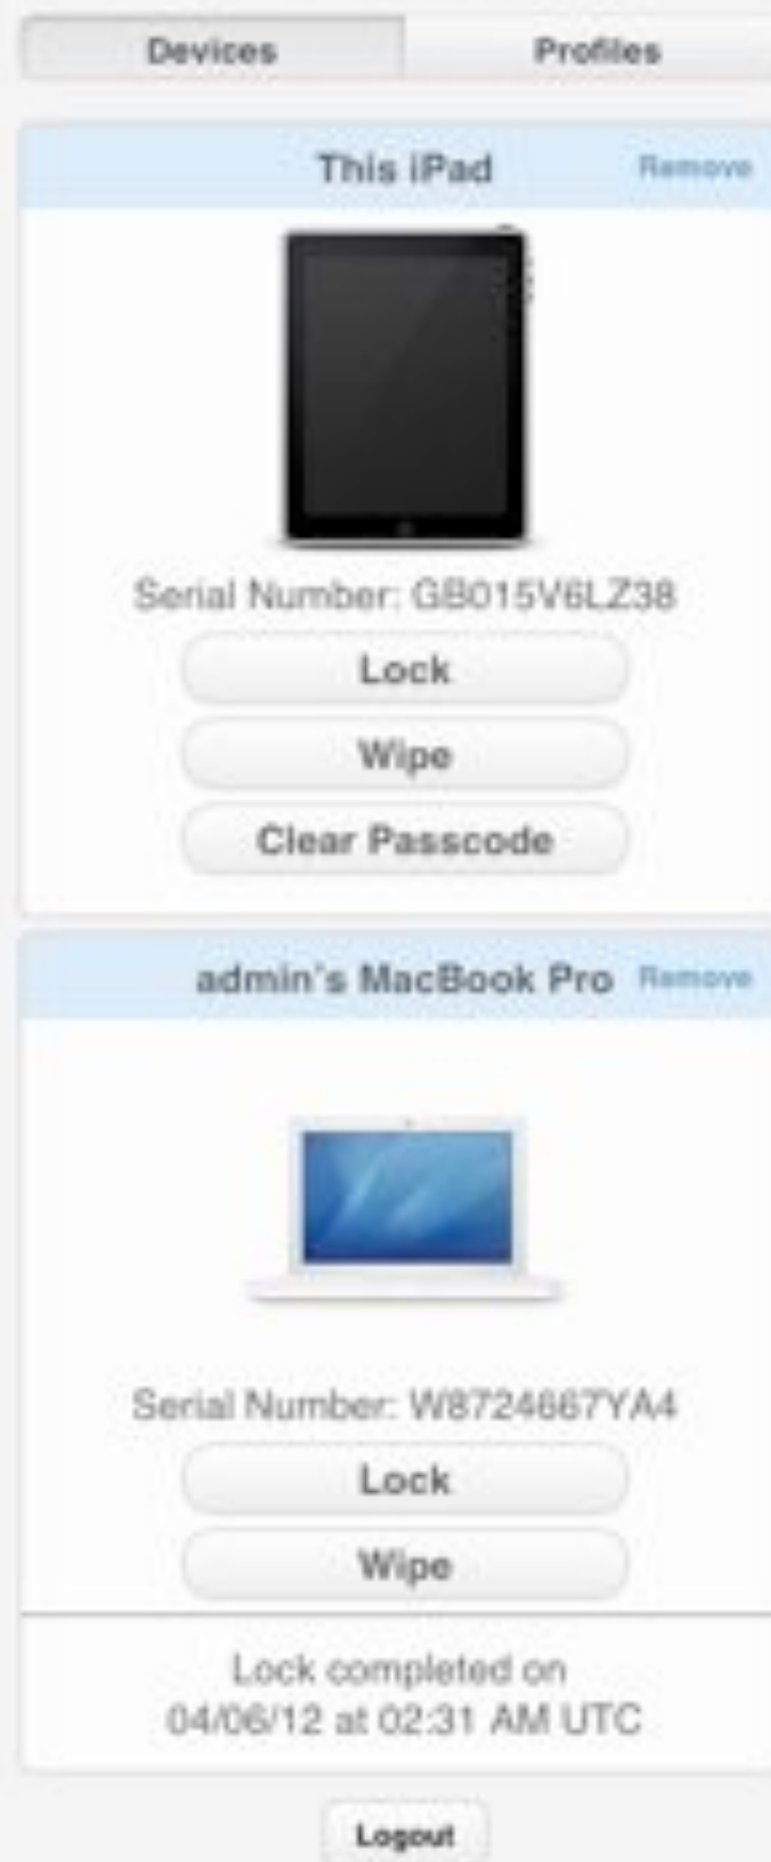 Devices Profiles
This iPad Remove
Serial Number: GB015V6LZ38
Lock
Wipe
Clear Passcode
admin's MacBook Pro Remove
Serial Number: W8724667YA4
Lock
Wipe
Lock completed on
04/06/12 at 02:31 AM UTC
Logout